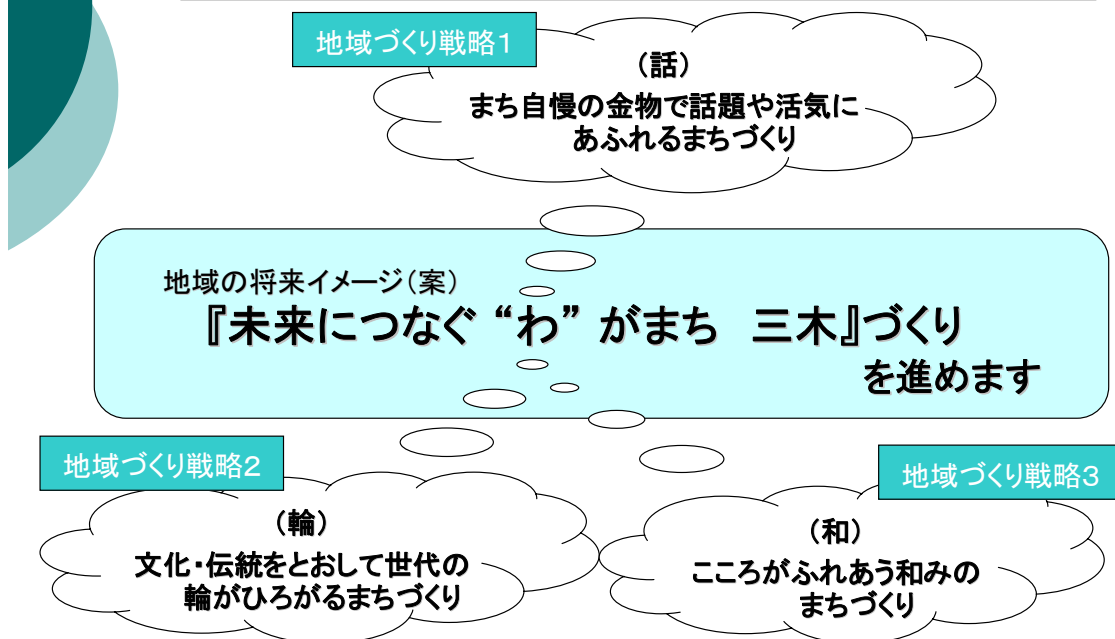 地域づくり戦略1
(話)
まち自慢の金物で話題や活気に
あふれるまちづくり
地域の将来イメージ(案)
『未来につなぐ “わ” がまち　三木』づくり
を進めます
地域づくり戦略2
(輪)
文化・伝統をとおして世代の
輪がひろがるまちづくり
地域づくり戦略3
(和)
こころがふれあう和みの
まちづくり